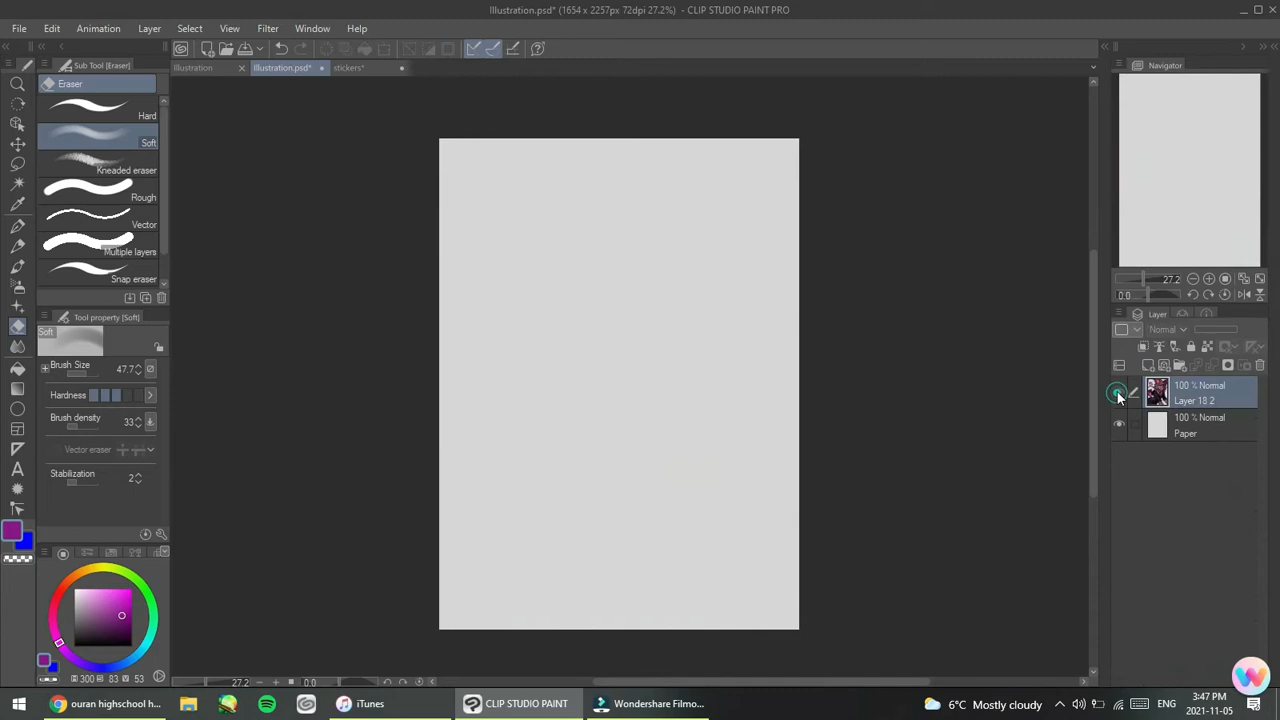 Illustration.psd* (1654 x 2257px 72dpi 27.2%) - CLIP STUDIO PAINT PRO
File Edit Animation Layer Select View Filter Window Help
Sub Tool [Eraser]
Illustration
Illustration.psd*
stickers*
Navigator
Eraser
Hard
Soft
Kneaded eraser
Rough
Vector
Multiple layers
Snap eraser
27.2
0.0
Tool property [Soft]
Layer
Soft
Normal
Brush Size 47.7
Hardness
100 % Normal
Layer 18 2
Brush density 33
100 % Normal
Paper
Vector eraser
Stabilization 2
300 83 53
27.2 0.0
ouran highschool h...
iTunes
CLIP STUDIO PAINT
Wondershare Filmo...
6°C Mostly cloudy
ENG
3:47 PM
2021-11-05